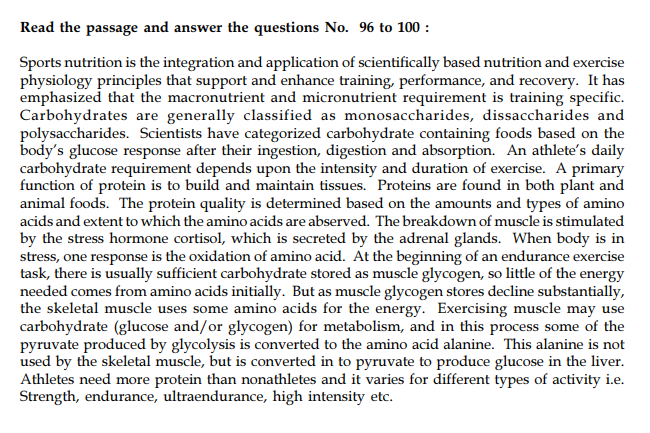 Read the passage and answer the questions No. 96 to 100 :
Sports nutrition is the integration and application of scientifically based nutrition and exercise
physiology principles that support and enhance training, performance, and recovery. It has
emphasized that the macronutrient and micronutrient requirement is training specific.
Carbohydrates are generally classified as monosaccharides, dissaccharides and
polysaccharides. Scientists have categorized carbohydrate containing foods based on the
body's glucose response after their ingestion, digestion and absorption. An athlete's daily
carbohydrate requirement depends upon the intensity and duration of exercise. A primary
function of protein is to build and maintain tissues. Proteins are found in both plant and
animal foods. The protein quality is determined based on the amounts and types of amino
acids and extent to which the amino acids are abserved. The breakdown of muscle is stimulated
by the stress hormone cortisol, which is secreted by the adrenal glands. When body is in
stress, one response is the oxidation of amino acid. At the beginning of an endurance exercise
task, there is usually sufficient carbohydrate stored as muscle glycogen, so little of the energy
needed comes from amino acids initially. But as muscle glycogen stores decline substantially,
the skeletal muscle uses some amino acids for the energy. Exercising muscle may use
carbohydrate (glucose and/or glycogen) for metabolism, and in this process some of the
pyruvate produced by glycolysis is converted to the amino acid alanine. This alanine is not
used by the skeletal muscle, but is converted in to pyruvate to produce glucose in the liver.
Athletes need more protein than nonathletes and it varies for different types of activity i.e.
Strength, endurance, ultraendurance, high intensity etc.